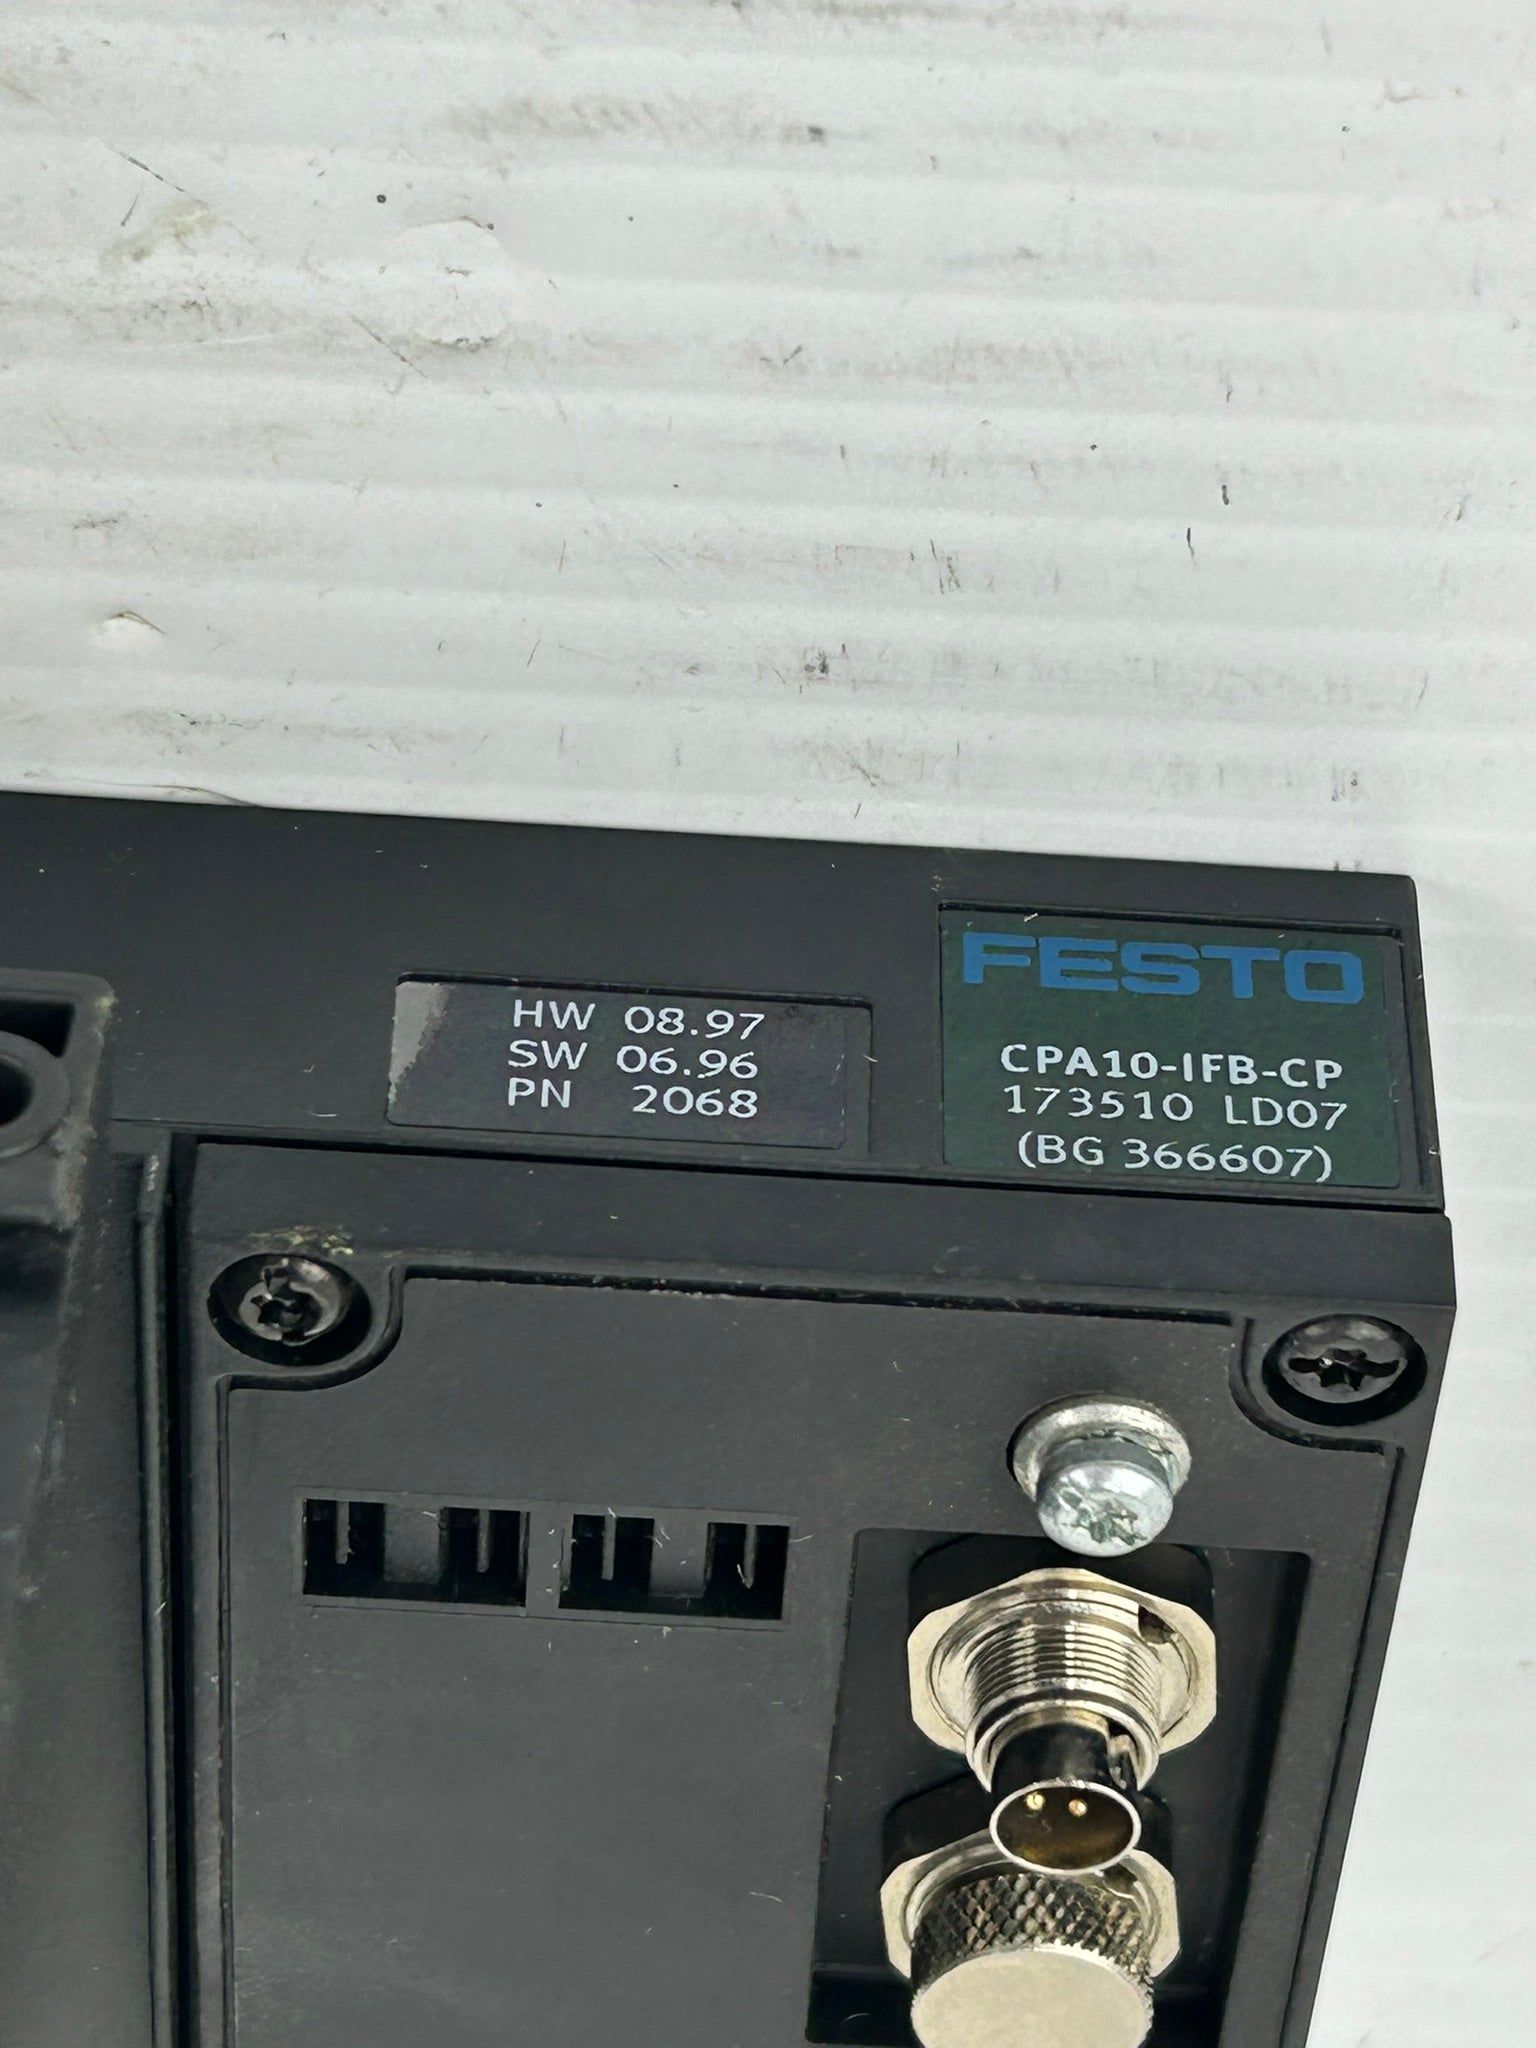 HW 08.97
SW 06.96
PN 2068
FESTO
CPA10-IFB-CP
173510 LD07
(BG 366607)